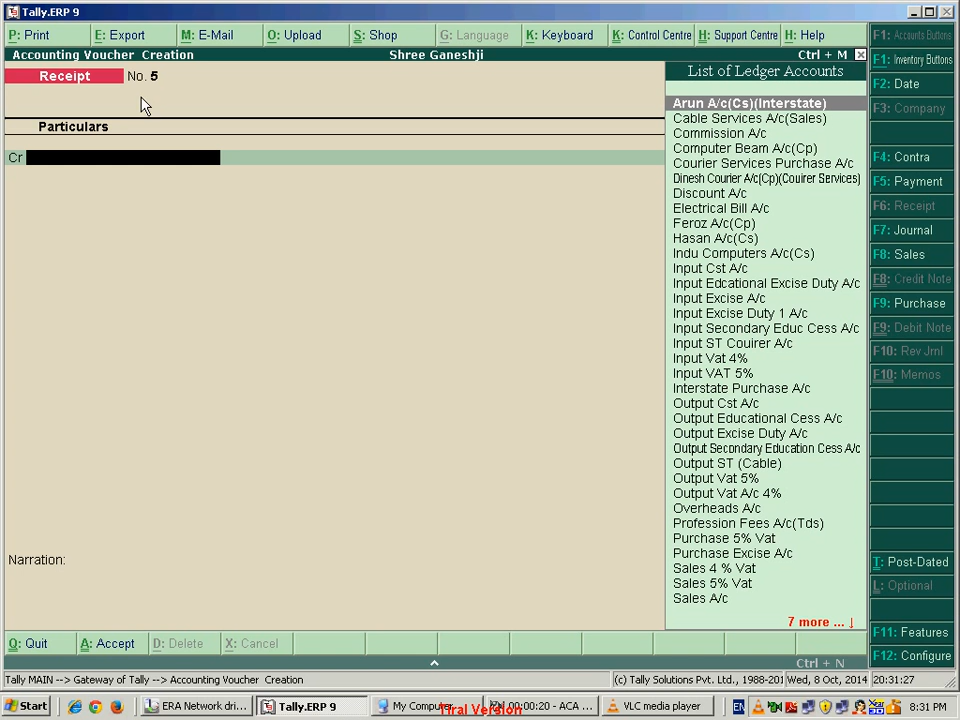 Tally.ERP 9
P: Print E: Export M: E-Mail O: Upload S: Shop G: Language K: Keyboard K: Control Centre H: Support Centre H: Help
F1: Accounts Buttons
Accounting Voucher Creation Shree Ganeshji Ctrl + M
F1: Inventory Buttons
Receipt No. 5
List of Ledger Accounts
F2: Date
Arun A/c(Cs)(Interstate)
F3: Company
Cable Services A/c(Sales)
Particulars
Commission A/c
Computer Beam A/c(Cp)
Cr
F4: Contra
Courier Services Purchase A/c
Dinesh Courier A/c(Cp)(Couirer Services)
F5: Payment
Discount A/c
Electrical Bill A/c
F6: Receipt
Feroz A/c(Cp)
F7: Journal
Hasan A/c(Cs)
Indu Computers A/c(Cs)
F8: Sales
Input Cst A/c
F8: Credit Note
Input Edcational Excise Duty A/c
Input Excise A/c
F9: Purchase
Input Excise Duty 1 A/c
Input Secondary Educ Cess A/c
F9: Debit Note
Input ST Couirer A/c
F10: Rev Jrnl
Input Vat 4%
Input VAT 5%
F10: Memos
Interstate Purchase A/c
Output Cst A/c
Output Educational Cess A/c
Output Excise Duty A/c
Output Secondary Education Cess A/c
Output ST (Cable)
Output Vat 5%
Output Vat A/c 4%
Overheads A/c
Profession Fees A/c(Tds)
Purchase 5% Vat
Purchase Excise A/c
Narration:
T: Post-Dated
Sales 4 % Vat
Sales 5% Vat
L: Optional
Sales A/c
7 more ... ↓
F11: Features
Q: Quit A: Accept D: Delete X: Cancel
F12: Configure
Ctrl + N
Tally MAIN --> Gateway of Tally --> Accounting Voucher Creation (c) Tally Solutions Pvt. Ltd., 1988-201 Wed, 8 Oct, 2014 20:31:27
Start ERA Network dri... Tally.ERP 9 My Compute 00:00:20 - ACA ... VLC media player EN 8:31 PM
Tiral Version